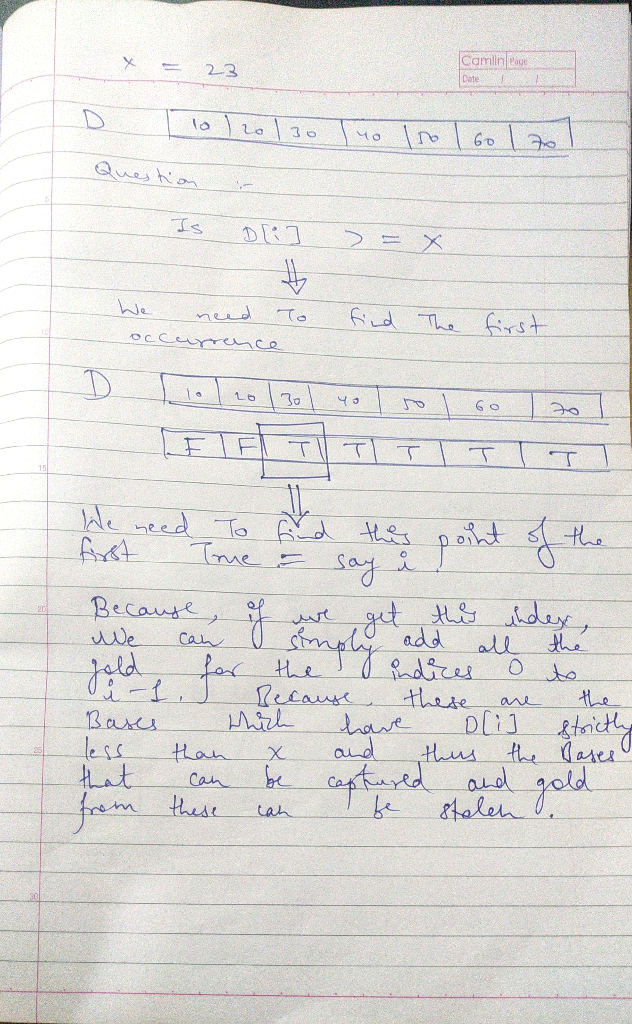 x = 23
Camlin Page
Date / /
D 10 20 30 40 50 60 70
Question :-
Is D[i] >= x
⇓
We need To find The first
occurrence
D 10 20 30 40 50 60 70
F F T T T T T
15
⇓
We need To find this point of the
first True = say i
20
Because, if we get this index,
we can simply add all the
gold for the indices 0 to
i-1. Because, these are the
Bases which have D[i] strictly
25
less than x and thus the Bases
that can be captured and gold
from these can be stolen.
30